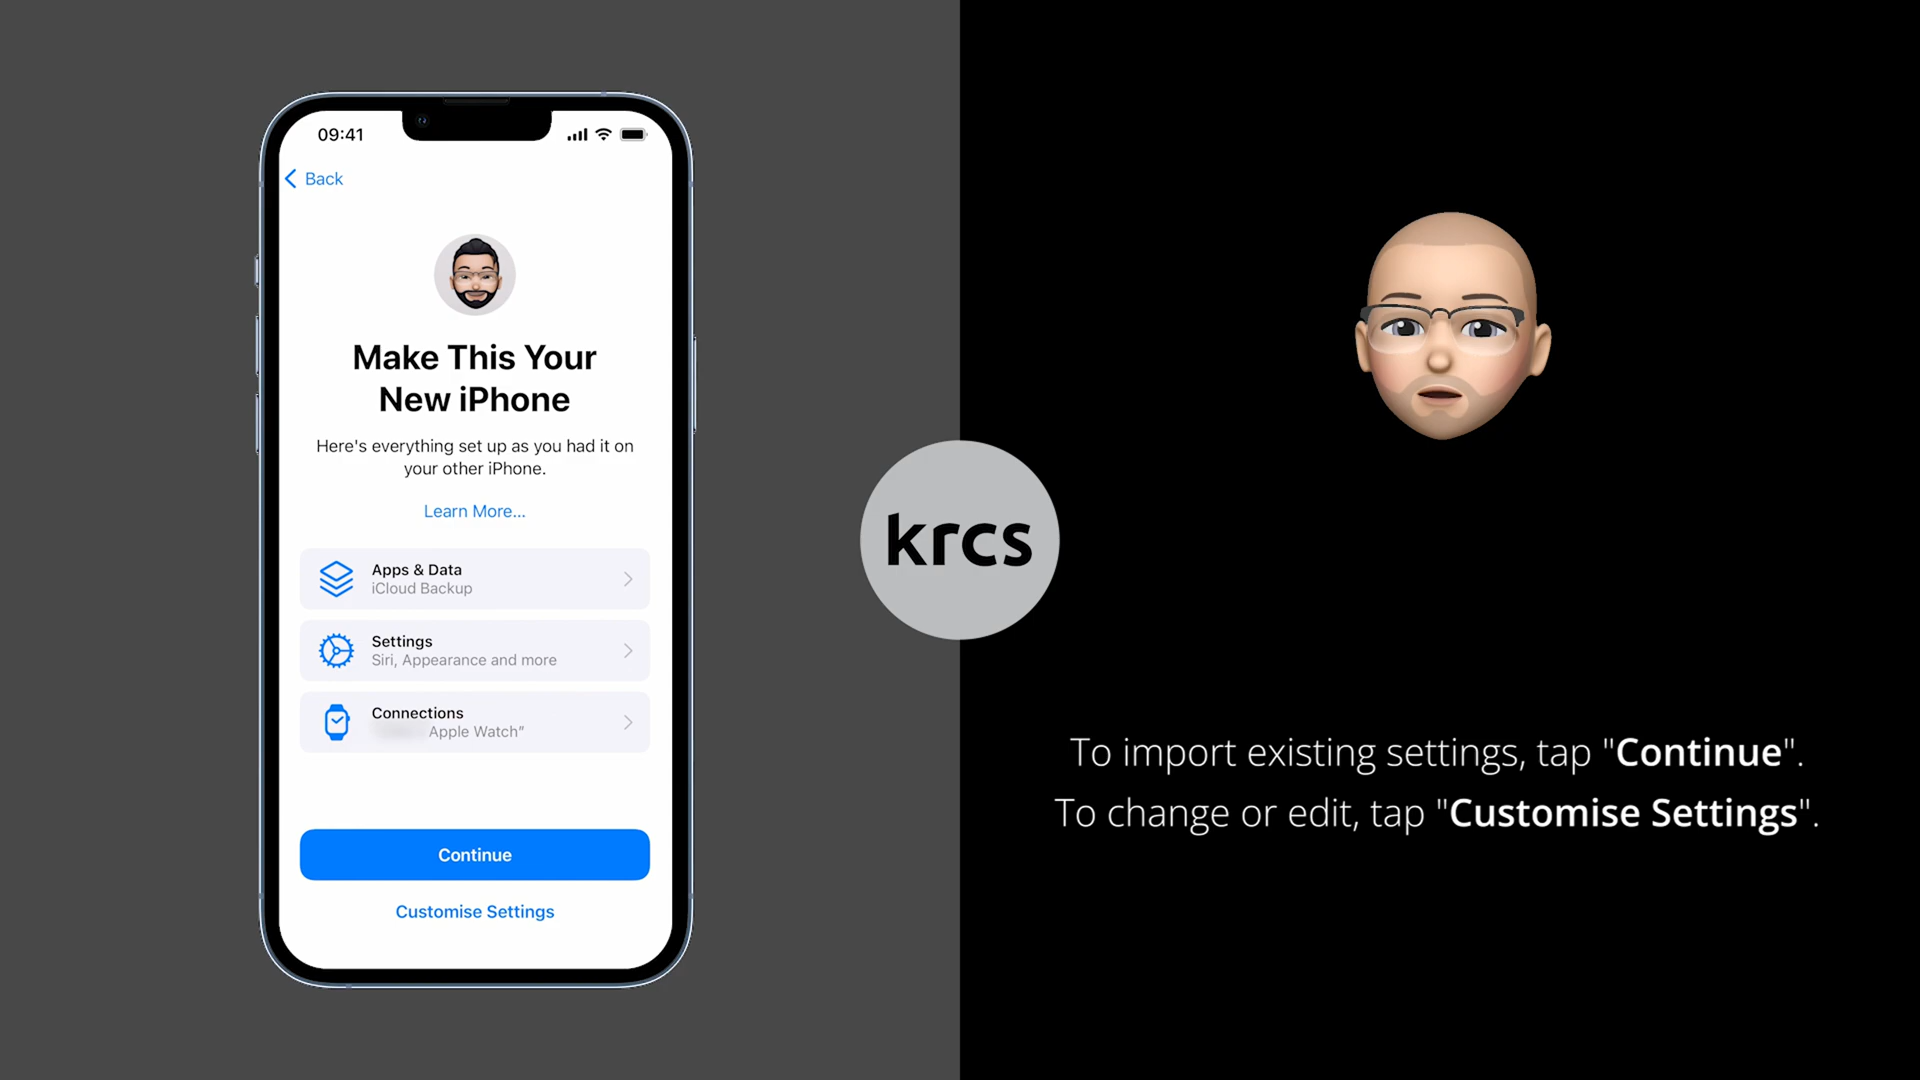 09:41
Back
Make This Your
New iPhone
Here's everything set up as you had it on
your other iPhone.
Learn More...
Apps & Data
iCloud Backup
Settings
Siri, Appearance and more
Connections
Apple Watch”
Continue
Customise Settings
krcs
To import existing settings, tap "Continue".
To change or edit, tap "Customise Settings".